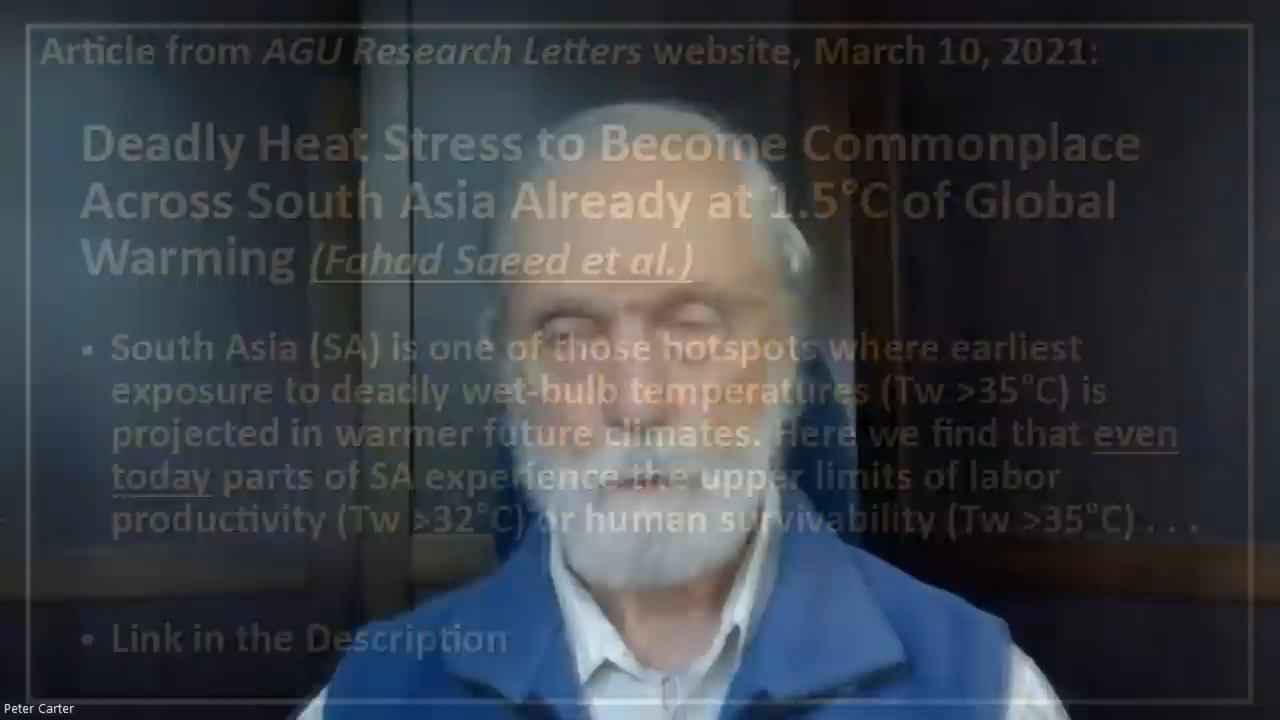 Article from AGU Research Letters website, March 10, 2021:
Deadly Heat Stress to Become Commonplace
Across South Asia Already at 1.5°C of Global
Warming (Fahad Saeed et al.)
• South Asia (SA) is one of those hotspots where earliest
exposure to deadly wet-bulb temperatures (Tw >35°C) is
projected in warmer future climates. Here we find that even
today parts of SA experience the upper limits of labor
productivity (Tw >32°C) or human survivability (Tw >35°C) . . .
• Link in the Description
Peter Carter